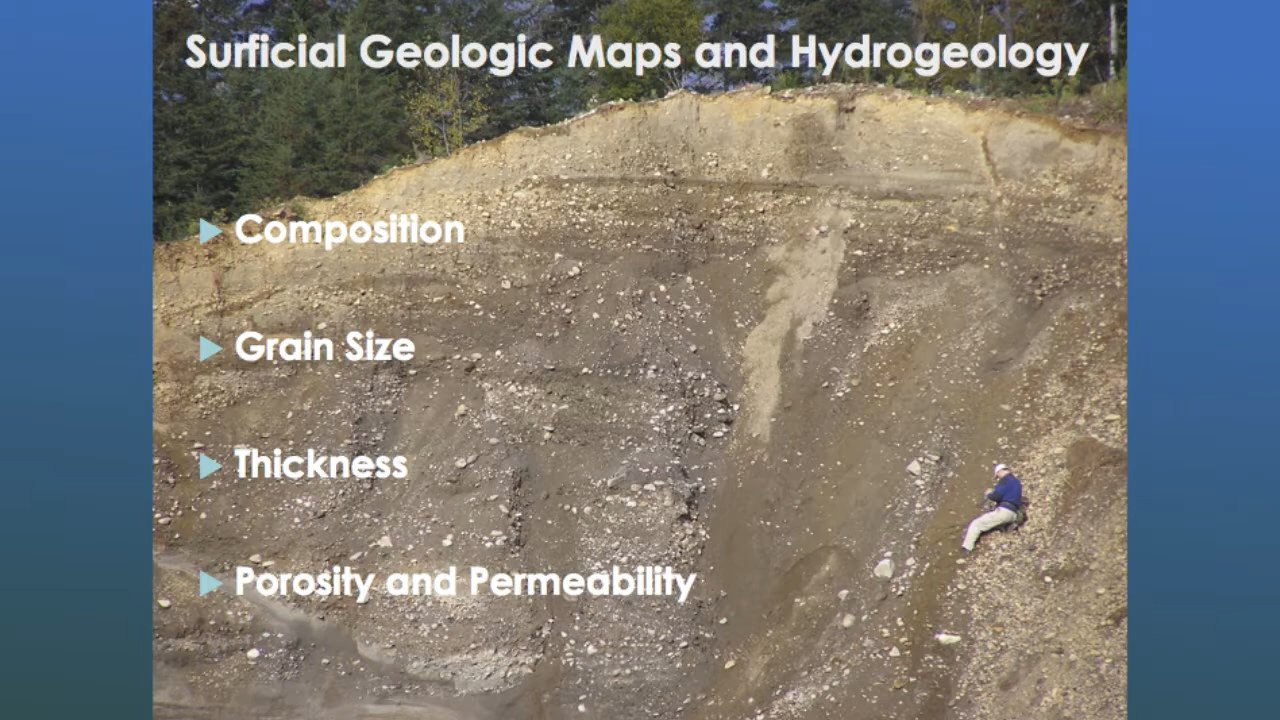 Surficial Geologic Maps and Hydrogeology
Composition
Grain Size
Thickness
Porosity and Permeability